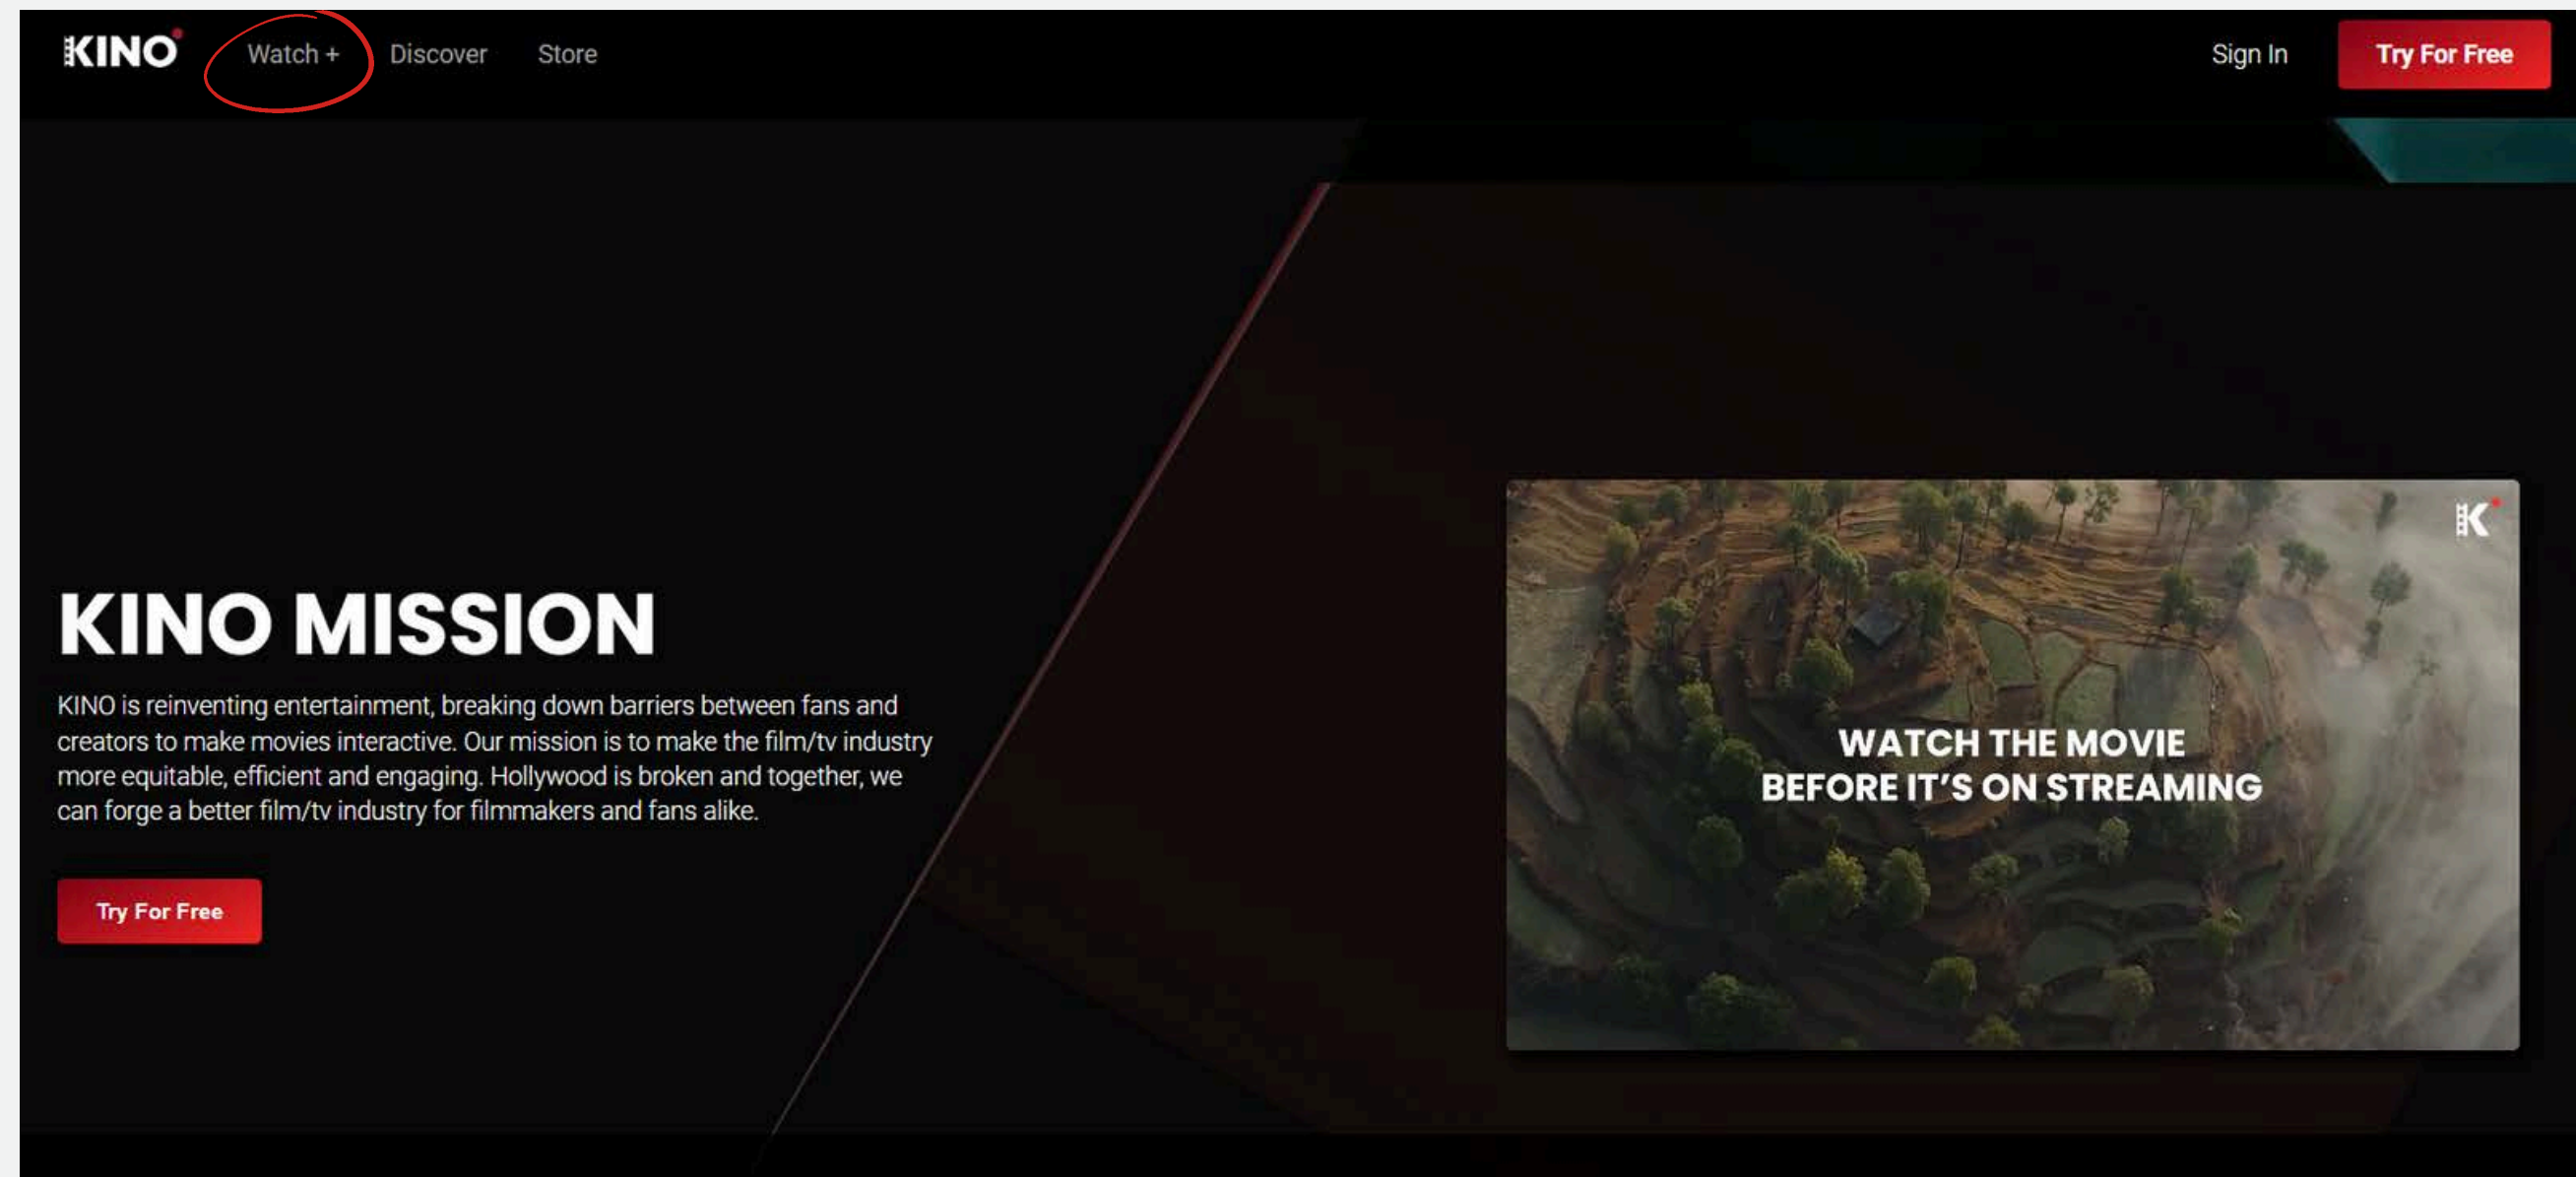 KINO
Watch +
Discover
Store
Sign In
Try For Free
KINO MISSION
KINO is reinventing entertainment, breaking down barriers between fans and
creators to make movies interactive. Our mission is to make the film/tv industry
more equitable, efficient and engaging. Hollywood is broken and together, we
can forge a better film/tv industry for filmmakers and fans alike.
Try For Free
K
WATCH THE MOVIE
BEFORE IT'S ON STREAMING